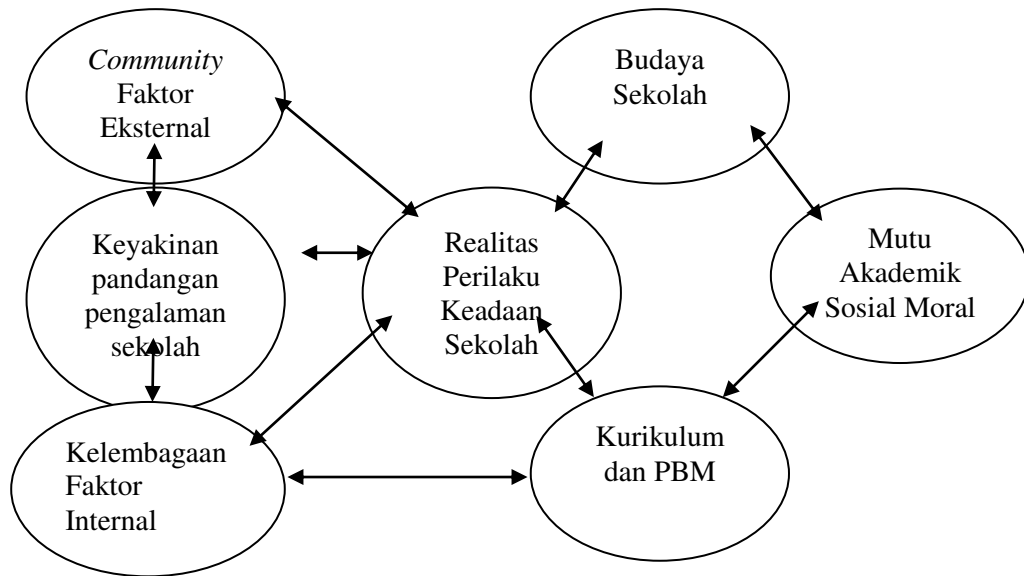 Community
Faktor
Eksternal
Budaya
Sekolah
Keyakinan
pandangan
pengalaman
sekolah
Realitas
Perilaku
Keadaan
Sekolah
Mutu
Akademik
Sosial Moral
Kelembagaan
Faktor
Internal
Kurikulum
dan PBM